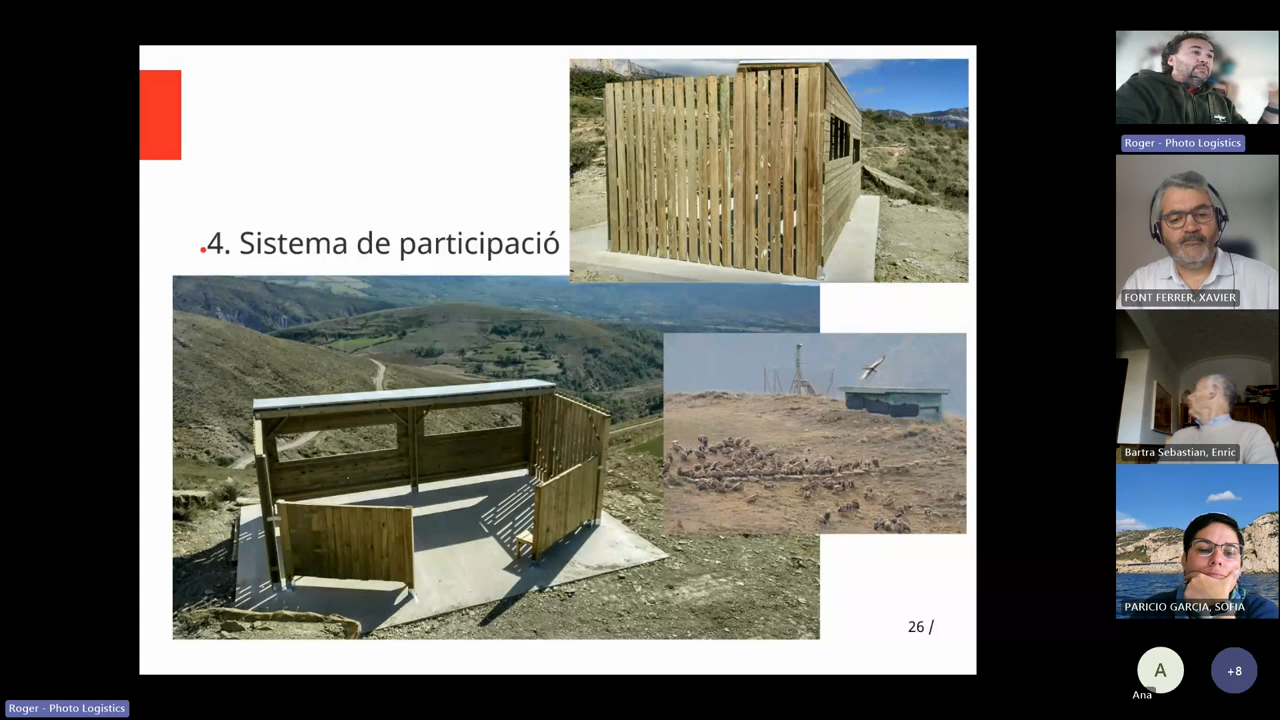 .4. Sistema de participació
26 /
Roger - Photo Logistics
FONT FERRER, XAVIER
Bartra Sebastian, Enric
PARICIO GARCIA, SOFIA
A
Ana
+8
Roger - Photo Logistics